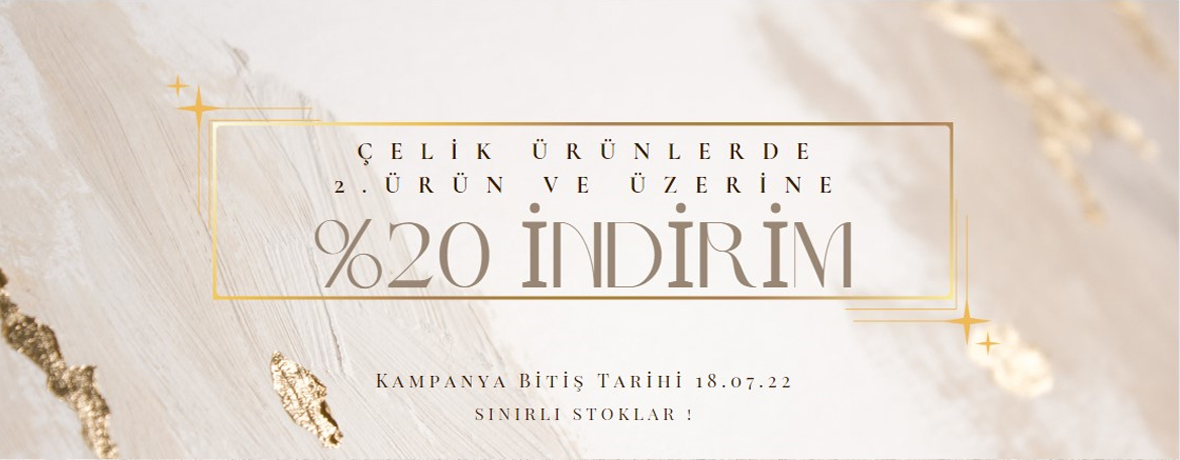 ÇELİK ÜRÜNLERDE
2.ÜRÜN VE ÜZERİNE
%20 İNDİRİM
KAMPANYA BİTİŞ TARİHİ 18.07.22
SINIRLI STOKLAR !